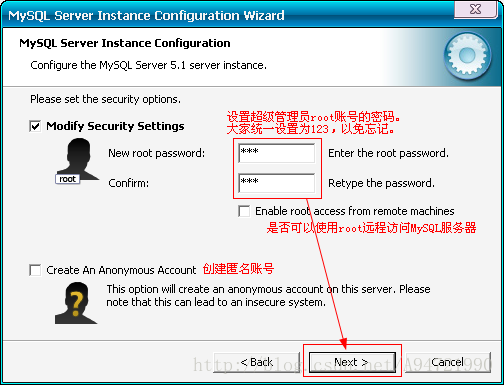 MySQL Server Instance Configuration Wizard
MySQL Server Instance Configuration
Configure the MySQL Server 5.1 server instance.
Please set the security options.
设置超级管理员root账号的密码。
大家统一设置为123，以免忘记。
Modify Security Settings
root
New root password:
***
Enter the root password.
Confirm:
***
Retype the password.
Enable root access from remote machines
是否可以使用root远程访问MySQL服务器
Create An Anonymous Account
创建匿名账号
This option will create an anonymous account on this server. Please
note that this can lead to an insecure system.
< Back
Next >
Cancel